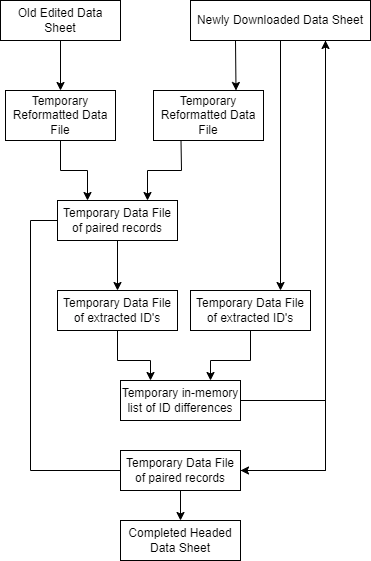 Old Edited Data
Sheet
Newly Downloaded Data Sheet
Temporary
Reformatted Data
File
Temporary
Reformatted Data
File
Temporary Data File
of paired records
Temporary Data File
of extracted ID's
Temporary Data File
of extracted ID's
Temporary in-memory
list of ID differences
Temporary Data File
of paired records
Completed Headed
Data Sheet